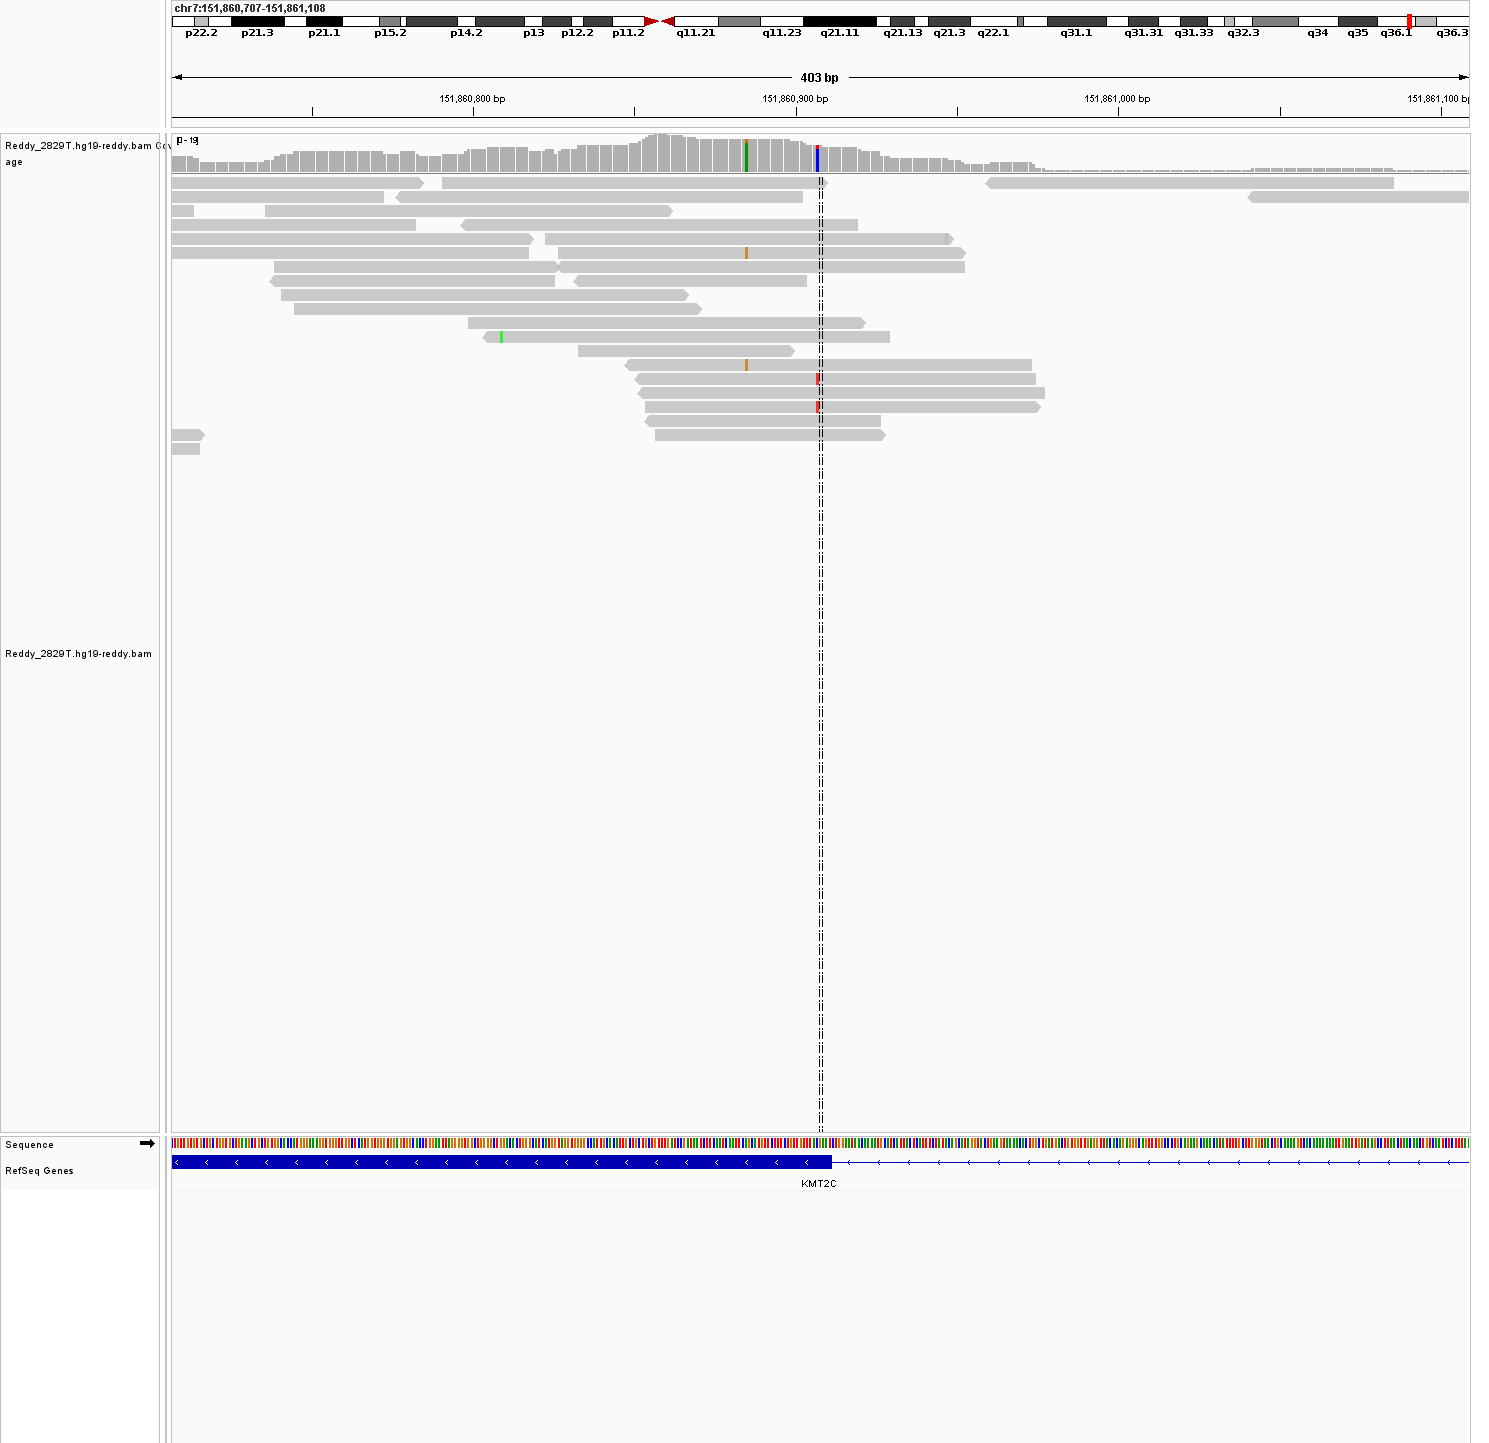 chr7:151,860,707-151,861,108
p22.2 p21.3 p21.1 p15.2 p14.2 p13 p12.2 p11.2 q11.21 q11.23 q21.11 q21.13 q21.3 q22.1 q31.1 q31.31 q31.33 q32.3 q34 q35 q36.1 q36.3
403 bp
151,860,800 bp 151,860,900 bp 151,861,000 bp 151,861,100 bp
Reddy_2829T.hg19-reddy.bam Cov
age
[0 - 19]
Reddy_2829T.hg19-reddy.bam
Sequence
RefSeq Genes
KMT2C